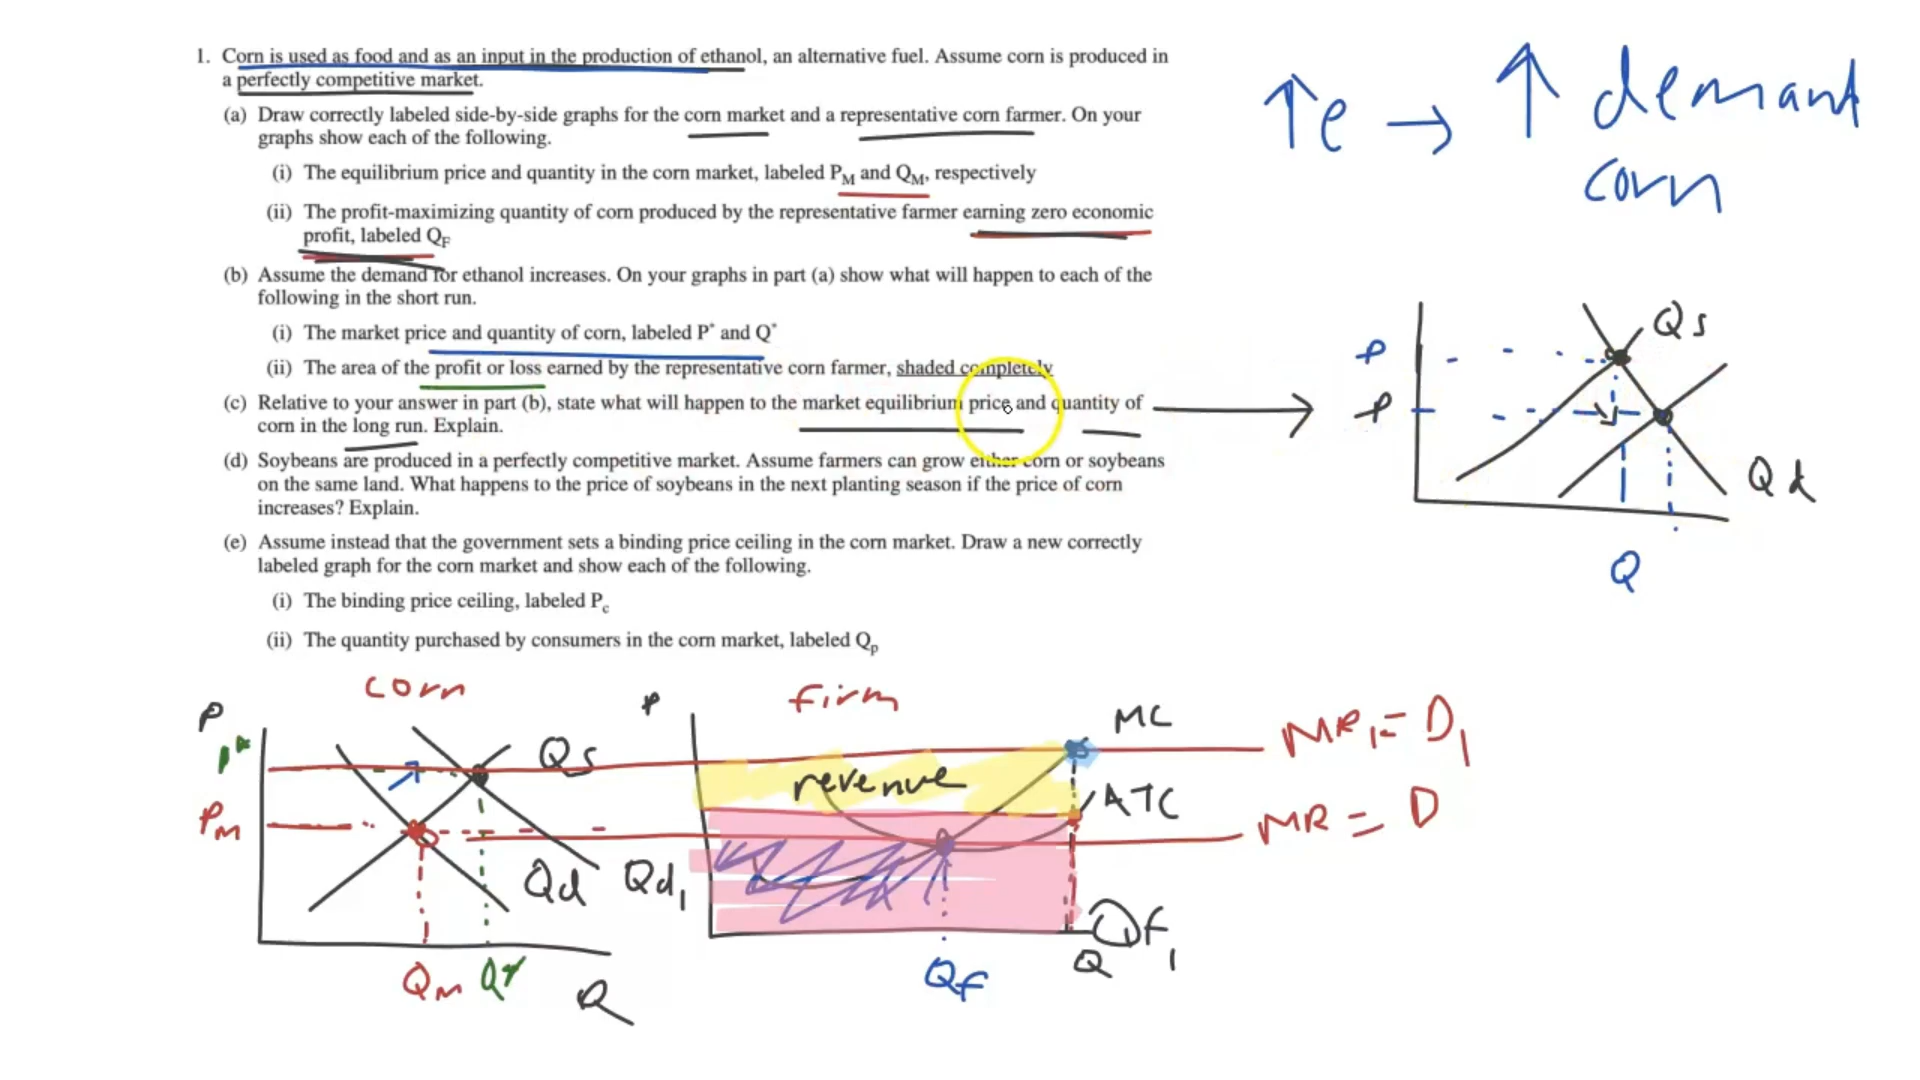 1. Corn is used as food and as an input in the production of ethanol, an alternative fuel. Assume corn is produced in
a perfectly competitive market.
(a) Draw correctly labeled side-by-side graphs for the corn market and a representative corn farmer. On your
graphs show each of the following.
(i) The equilibrium price and quantity in the corn market, labeled PM and QM, respectively
(ii) The profit-maximizing quantity of corn produced by the representative farmer earning zero economic
profit, labeled QF
(b) Assume the demand for ethanol increases. On your graphs in part (a) show what will happen to each of the
following in the short run.
(i) The market price and quantity of corn, labeled P* and Q*
(ii) The area of the profit or loss earned by the representative corn farmer, shaded completely
(c) Relative to your answer in part (b), state what will happen to the market equilibrium price and quantity of
corn in the long run. Explain.
(d) Soybeans are produced in a perfectly competitive market. Assume farmers can grow either corn or soybeans
on the same land. What happens to the price of soybeans in the next planting season if the price of corn
increases? Explain.
(e) Assume instead that the government sets a binding price ceiling in the corn market. Draw a new correctly
labeled graph for the corn market and show each of the following.
(i) The binding price ceiling, labeled Pc
(ii) The quantity purchased by consumers in the corn market, labeled Qp
↑e → ↑ demand
corn
Qs
P
P
Qd
Q
corn
P
P*
PM
Qs
Qd
Qd1
QM
Q*
Q
firm
P
revenue
MC
MR1 = D1
ATC
MR = D
QF1
Q
QF